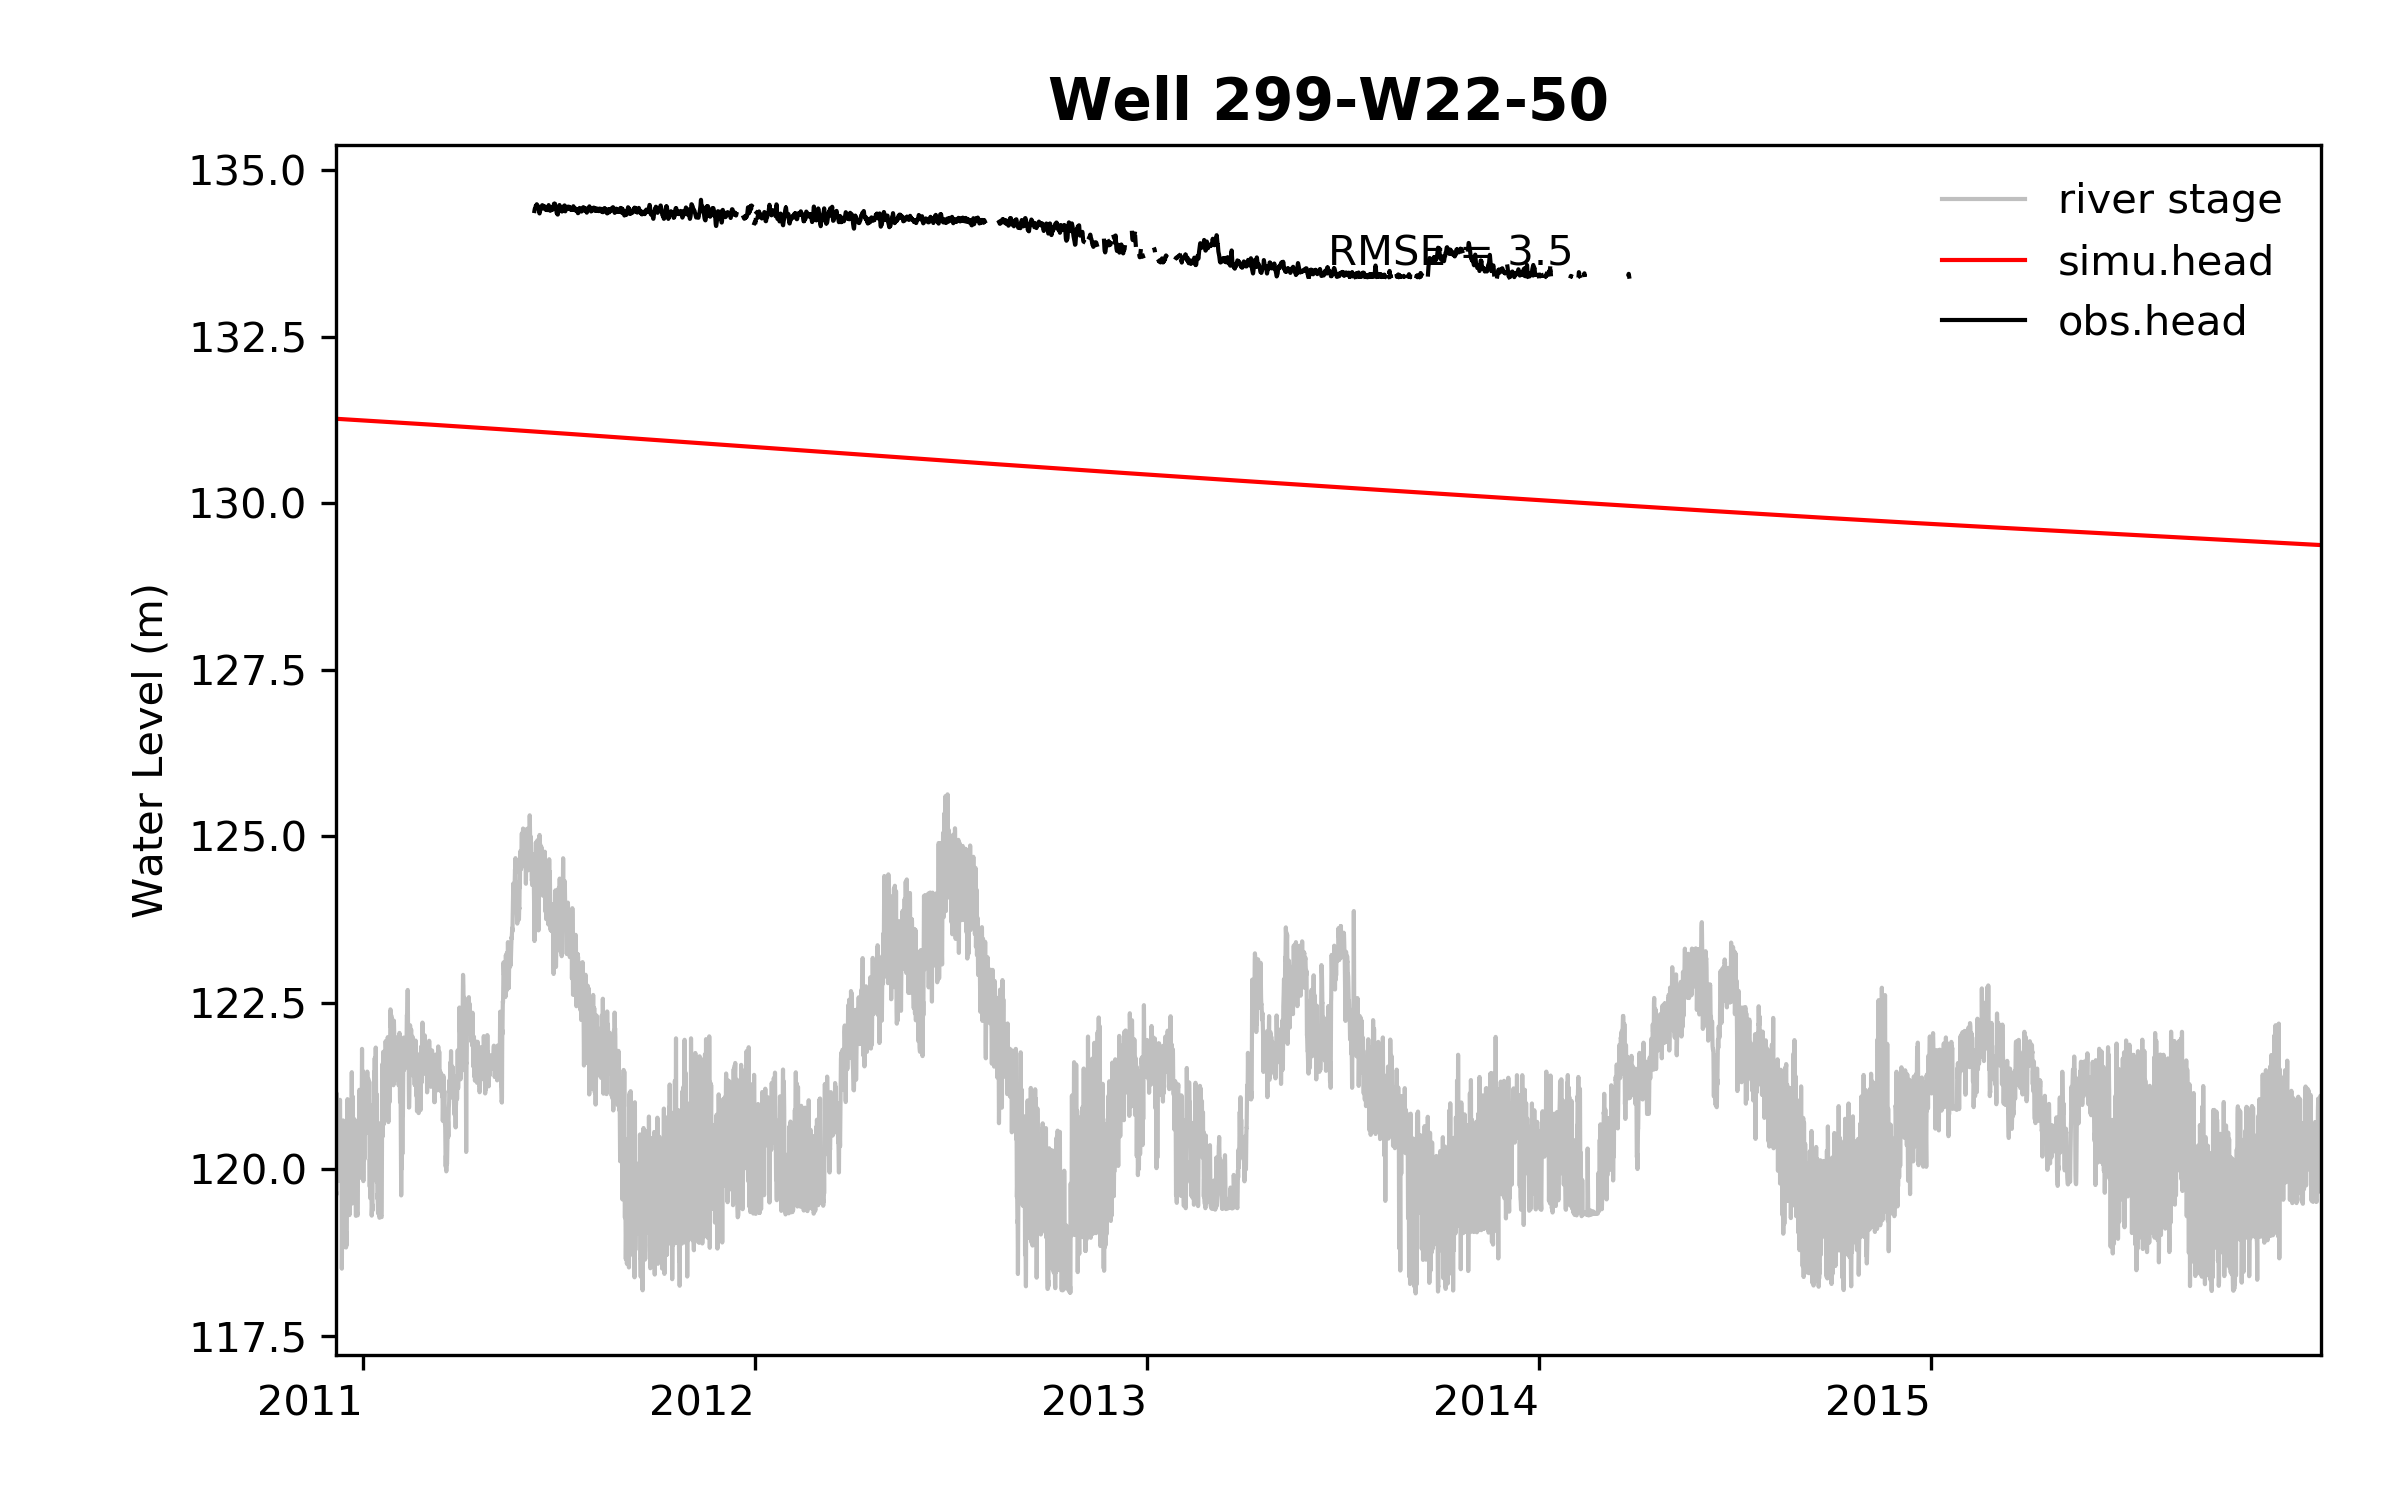 Well 299-W22-50
135.0
132.5
130.0
127.5
125.0
122.5
120.0
117.5
Water Level (m)
RMSE = 3.5
river stage
simu.head
obs.head
2011
2012
2013
2014
2015